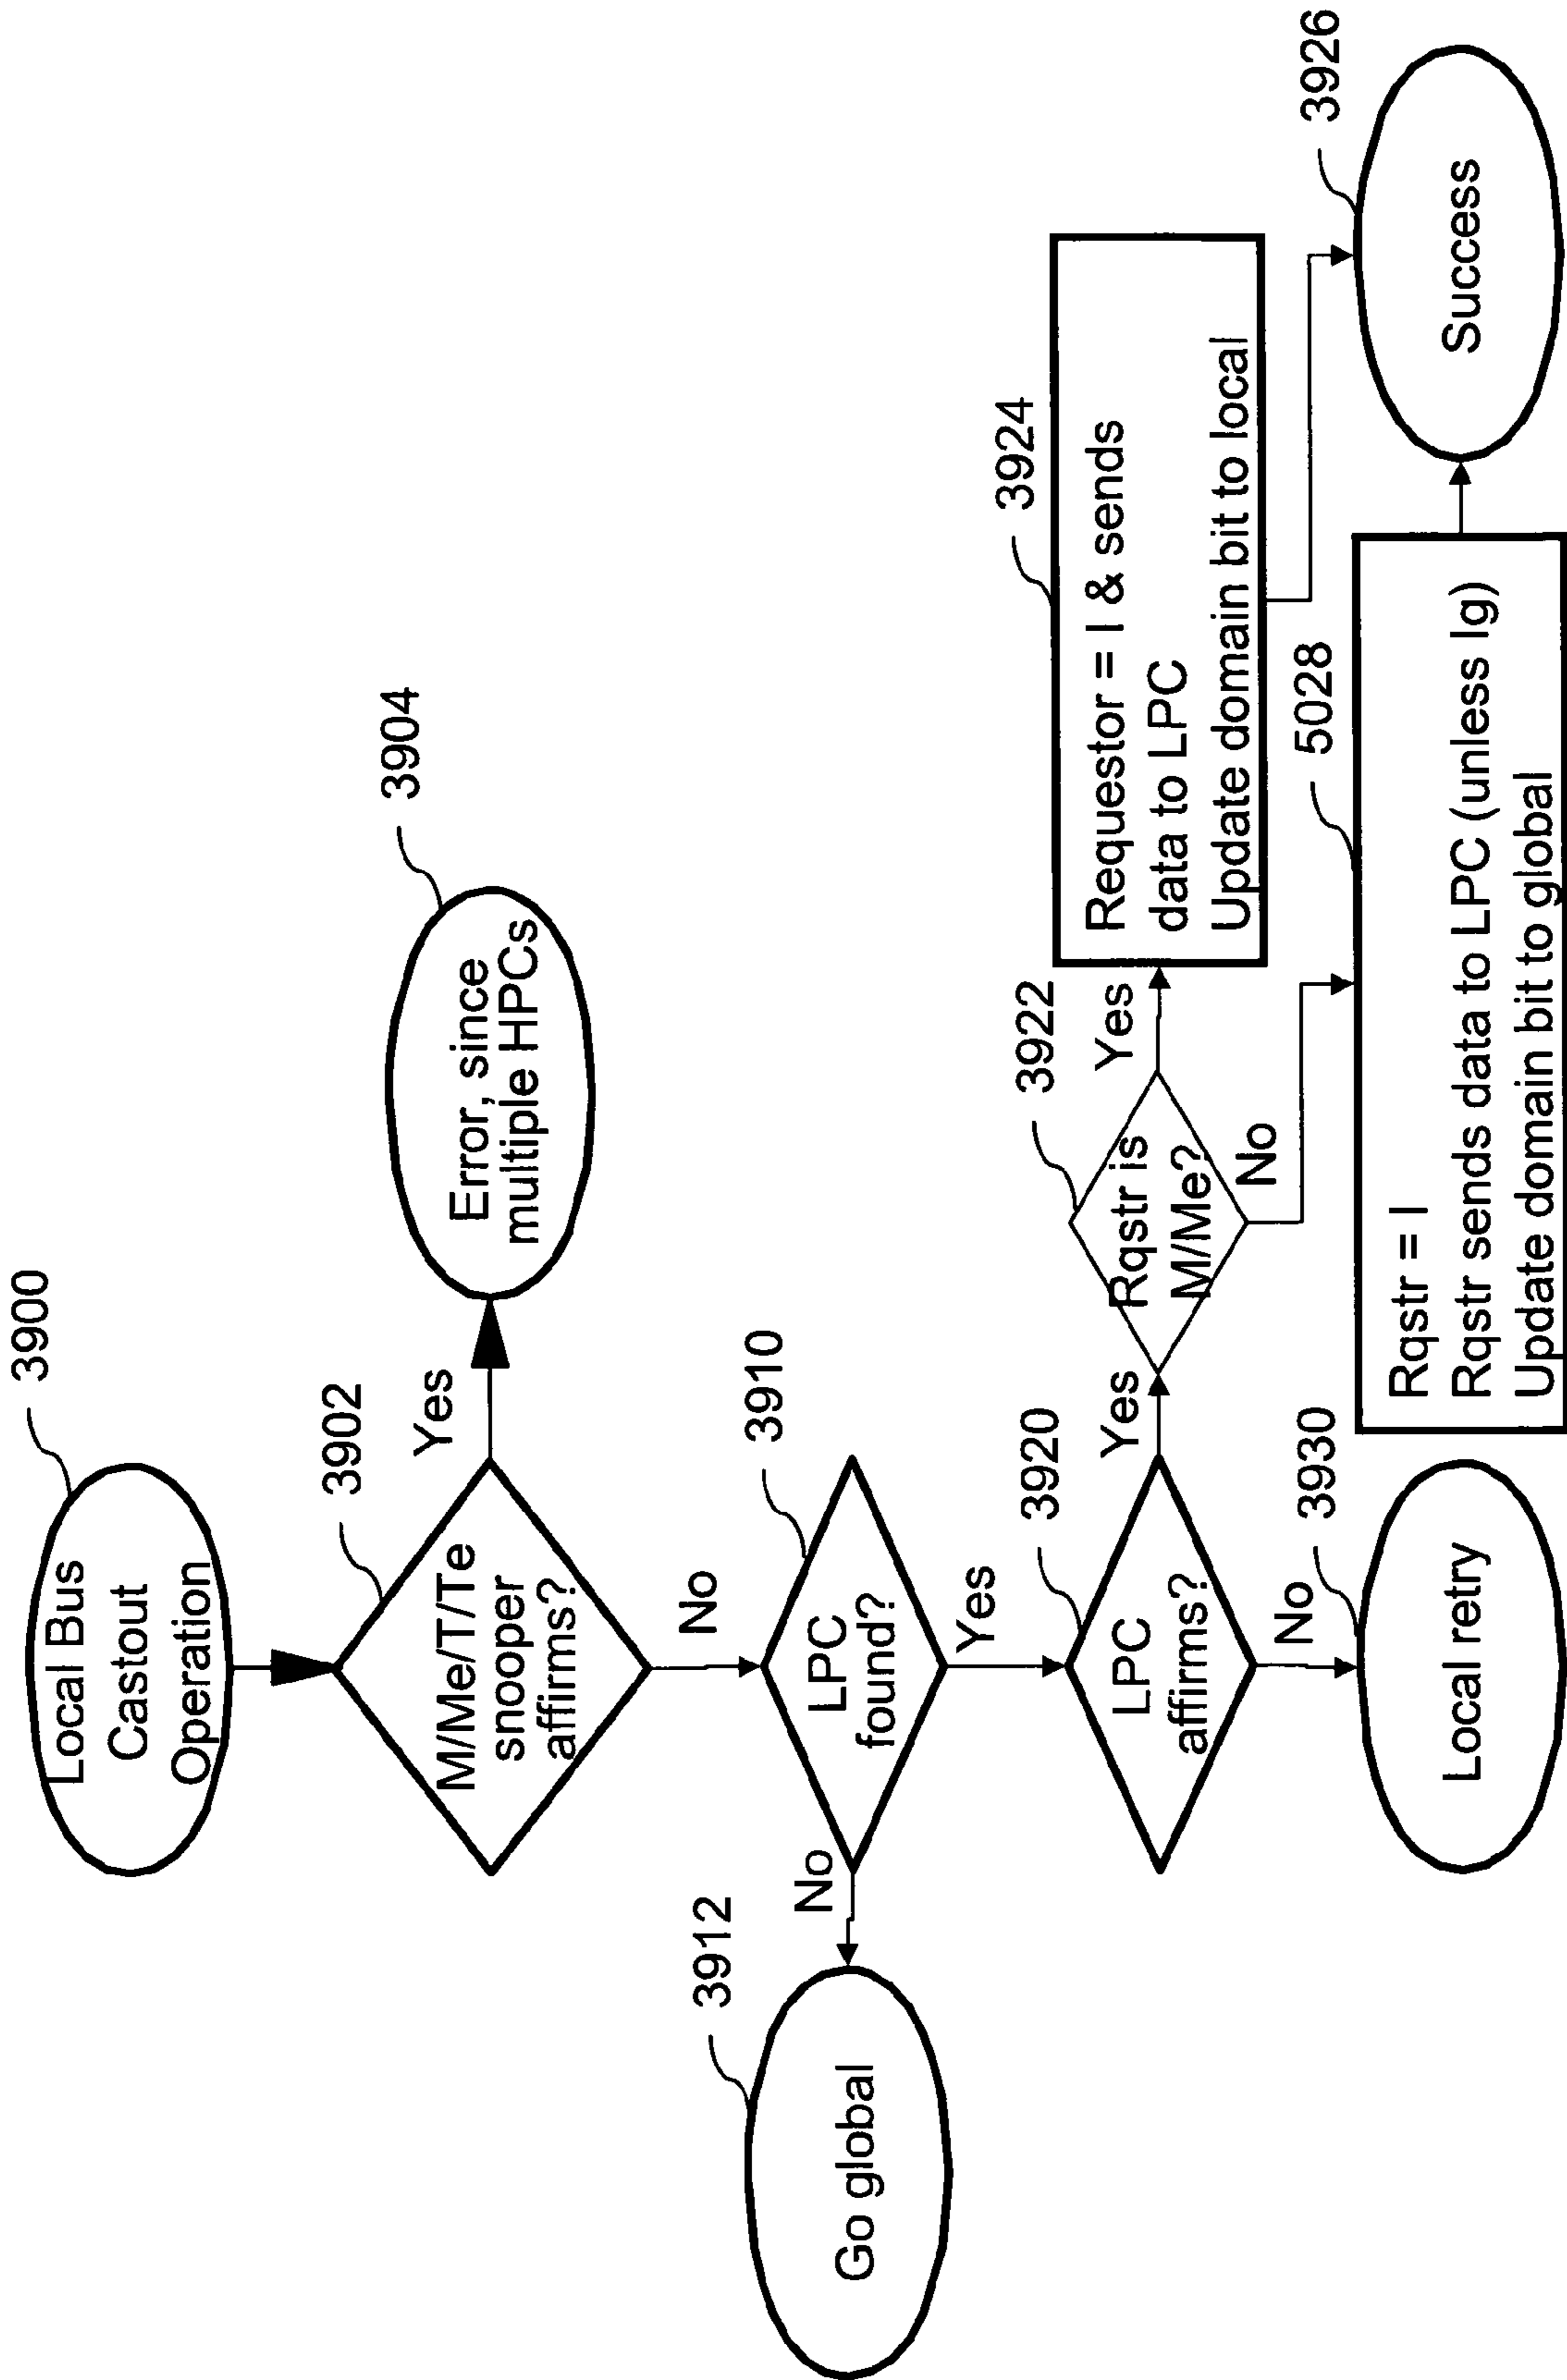 3900
Local Bus
Castout
Operation
3902
M/Me/T/Te
snooper
affirms?
Yes
3904
Error, since
multiple HPCs
No
3910
LPC
found?
No
3912
Go global
Yes
3920
LPC
affirms?
Yes
3922
Rqstr is
M/Me?
Yes
3924
Requestor = I & sends
data to LPC
Update domain bit to local
No
5028
Rqstr = I
Rqstr sends data to LPC (unless Ig)
Update domain bit to global
3926
Success
No
3930
Local retry